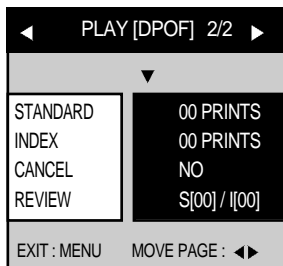 ◀ PLAY [DPOF] 2/2 ▶
▼
STANDARD 00 PRINTS
INDEX 00 PRINTS
CANCEL NO
REVIEW S[00] / I[00]
EXIT : MENU MOVE PAGE : ◀▶